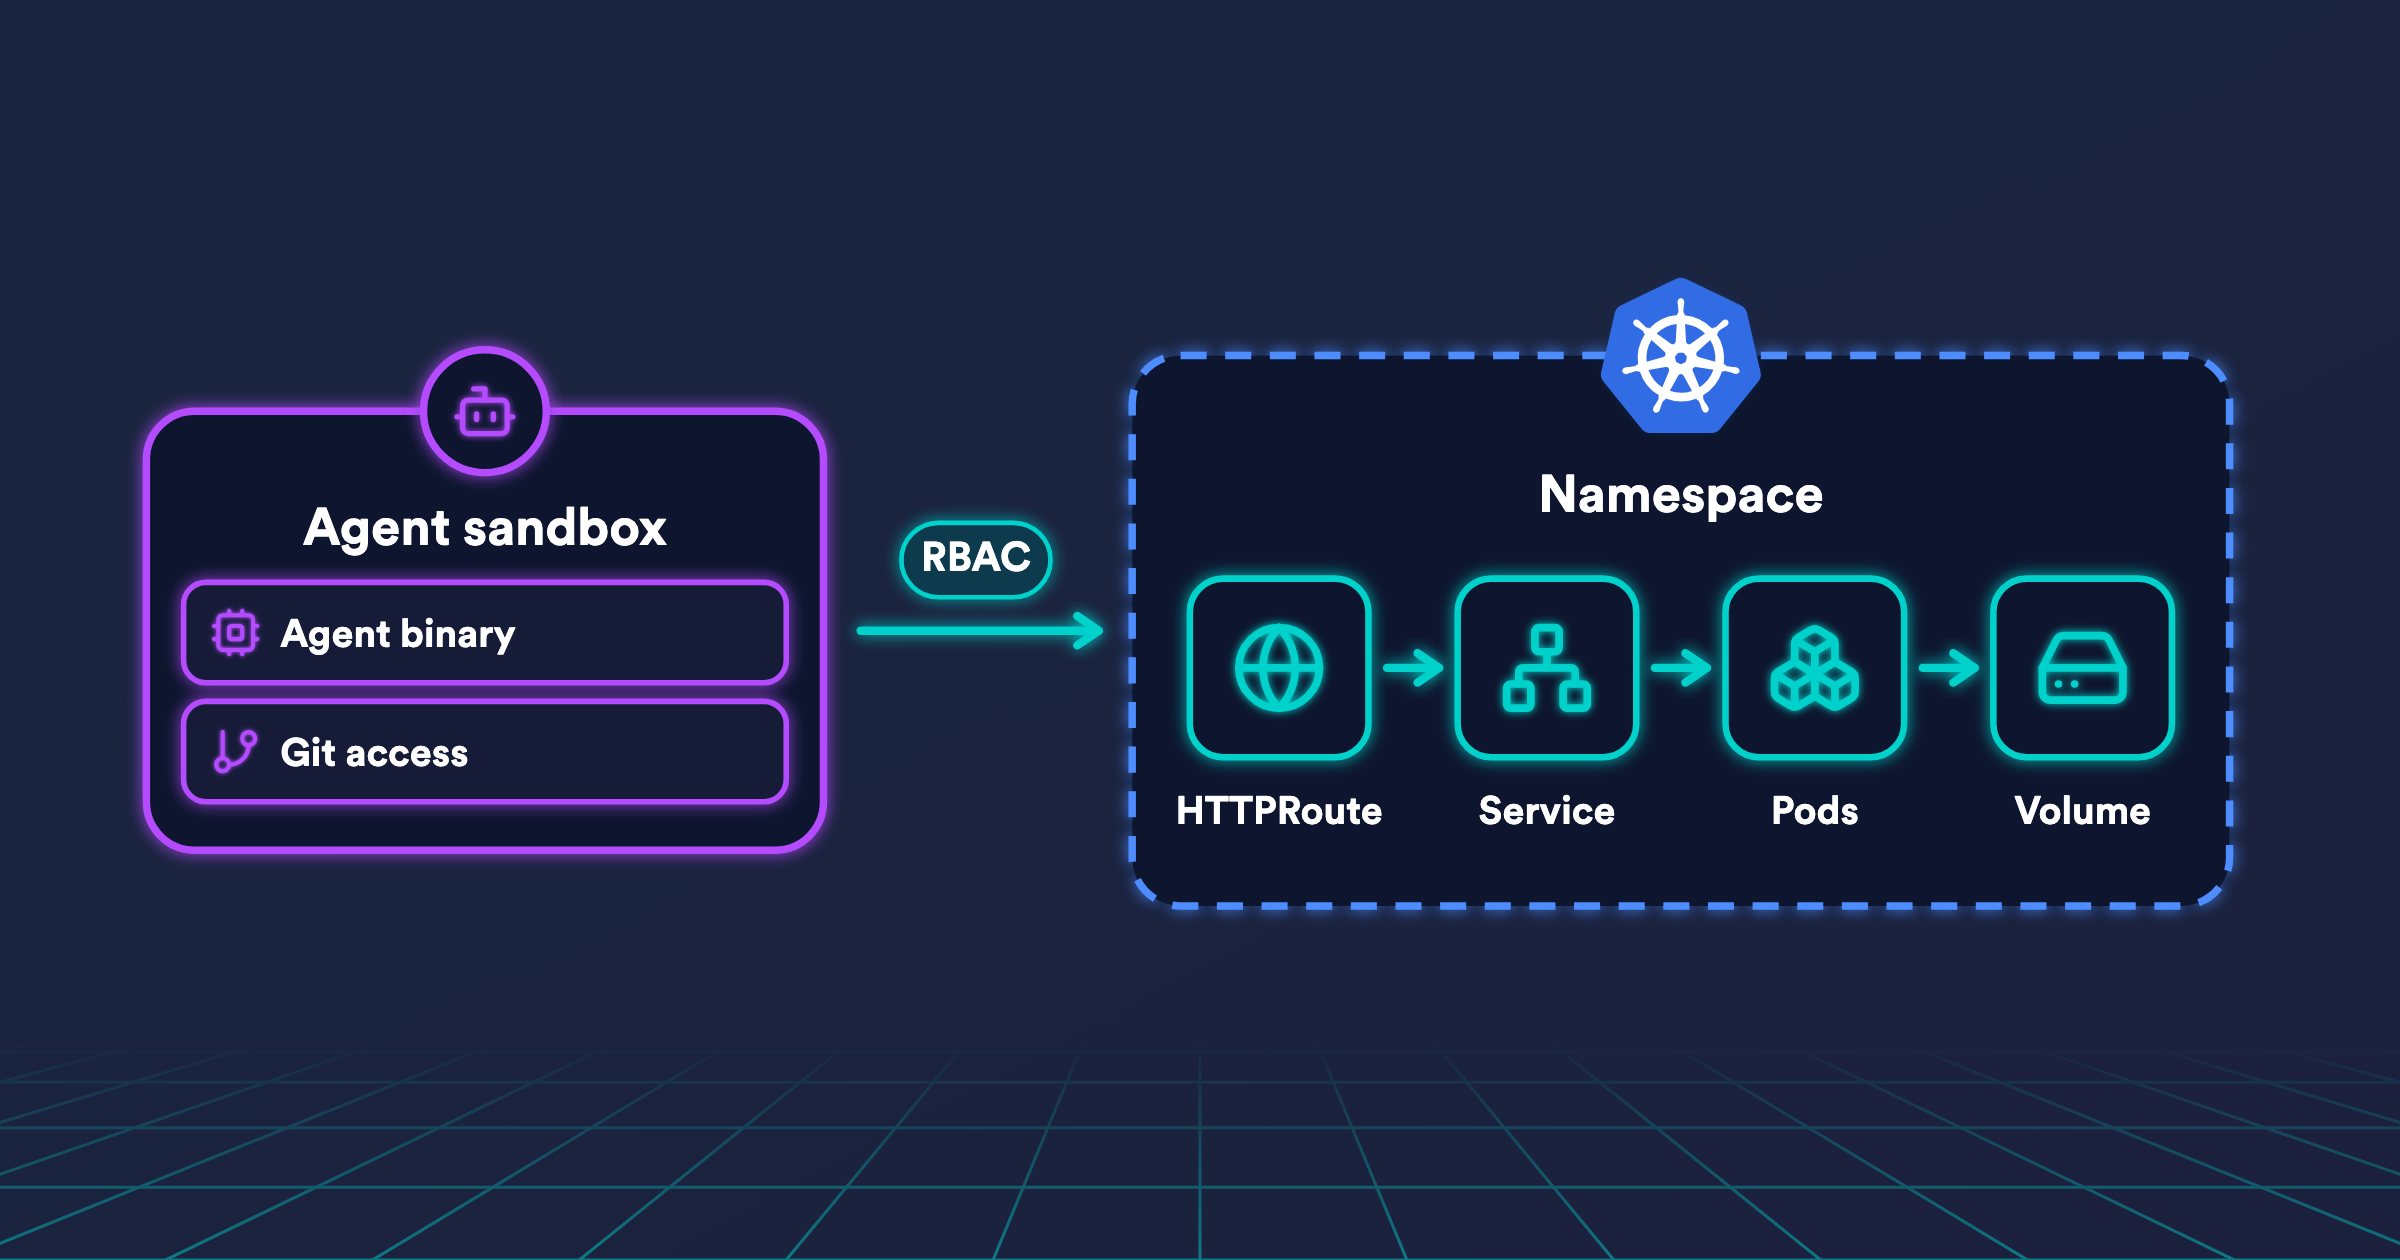 Agent sandbox
Agent binary
Git access
RBAC
Namespace
HTTPRoute
Service
Pods
Volume